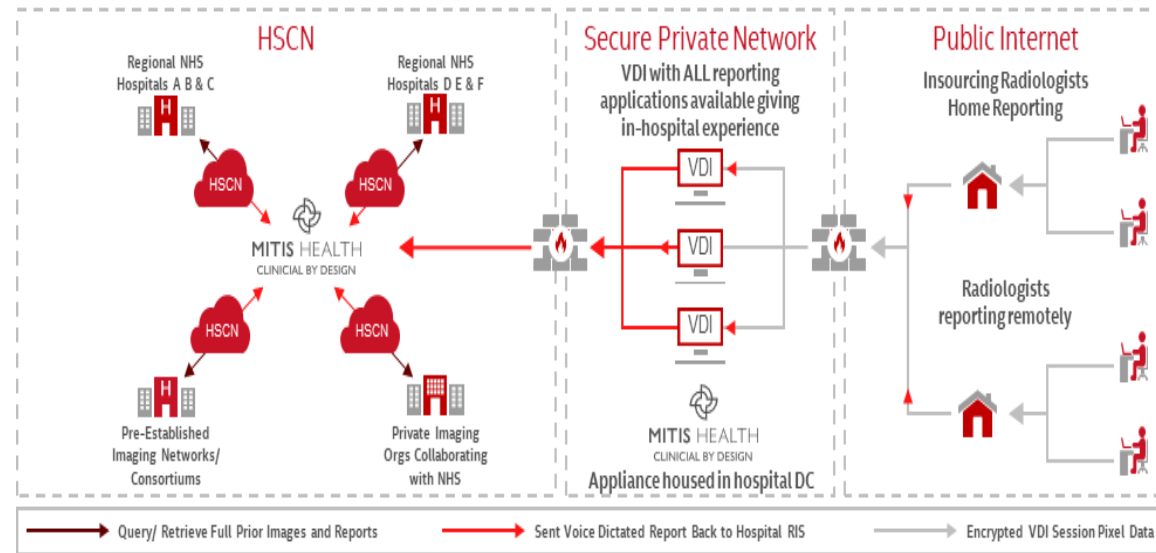 HSCN
Regional NHS
Hospitals A B & C
Regional NHS
Hospitals D E & F
HSCN
HSCN
MITIS HEALTH
CLINICIAL BY DESIGN
HSCN
HSCN
Pre-Established
Imaging Networks/
Consortiums
Private Imaging
Orgs Collaborating
with NHS
Secure Private Network
VDI with ALL reporting
applications available giving
in-hospital experience
VDI
VDI
VDI
MITIS HEALTH
CLINICIAL BY DESIGN
Appliance housed in hospital DC
Public Internet
Insourcing Radiologists
Home Reporting
Radiologists
reporting remotely
Query/ Retrieve Full Prior Images and Reports
Sent Voice Dictated Report Back to Hospital RIS
Encrypted VDI Session Pixel Data